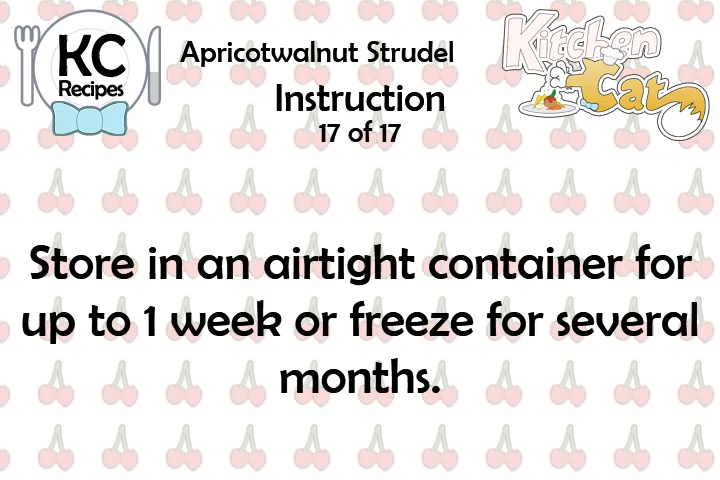 KC
Recipes
Apricotwalnut Strudel
Instruction
17 of 17
Kitchen
Cat
Store in an airtight container for
up to 1 week or freeze for several
months.